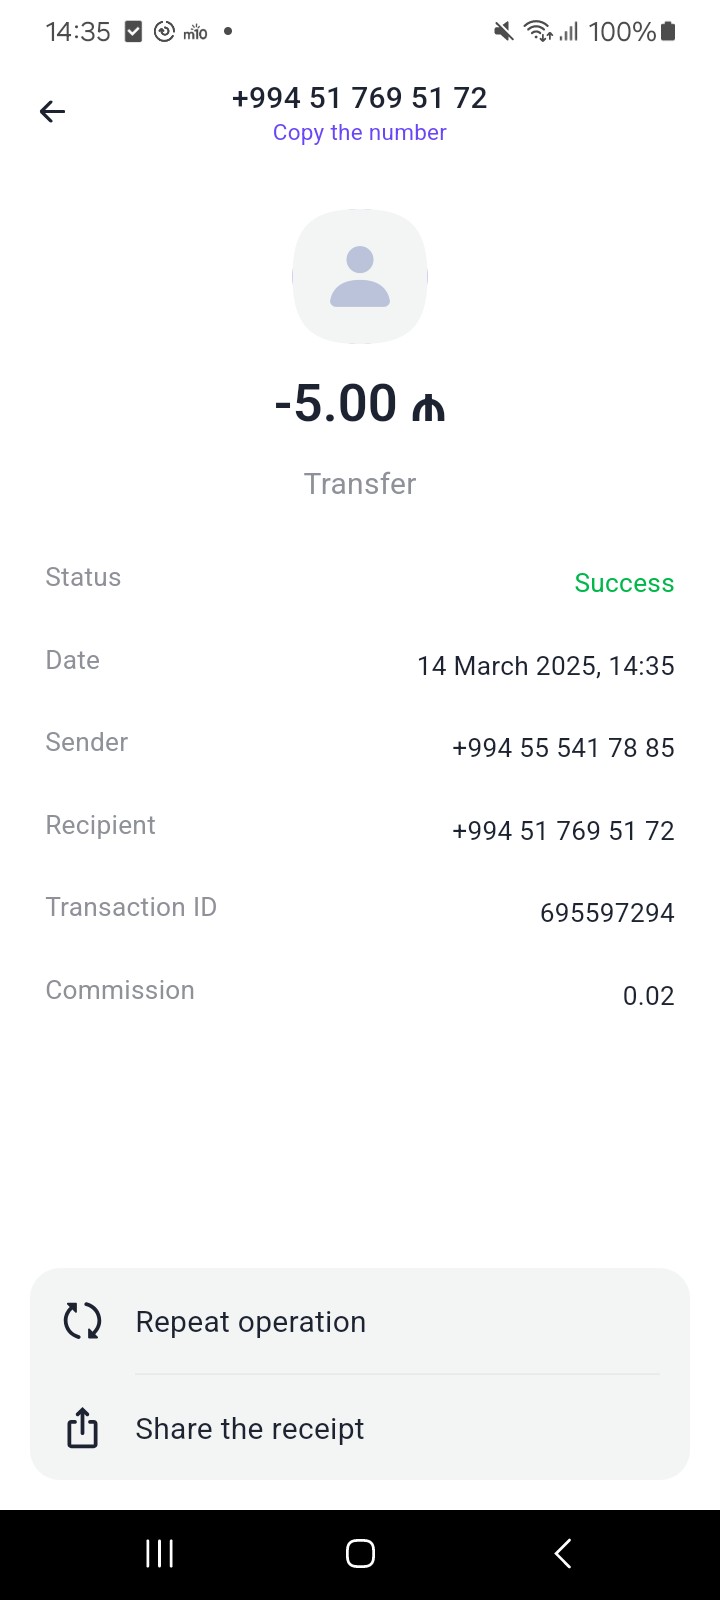 14:35 m10 100%
+994 51 769 51 72
Copy the number
-5.00 ₼
Transfer
Status Success
Date 14 March 2025, 14:35
Sender +994 55 541 78 85
Recipient +994 51 769 51 72
Transaction ID 695597294
Commission 0.02
Repeat operation
Share the receipt